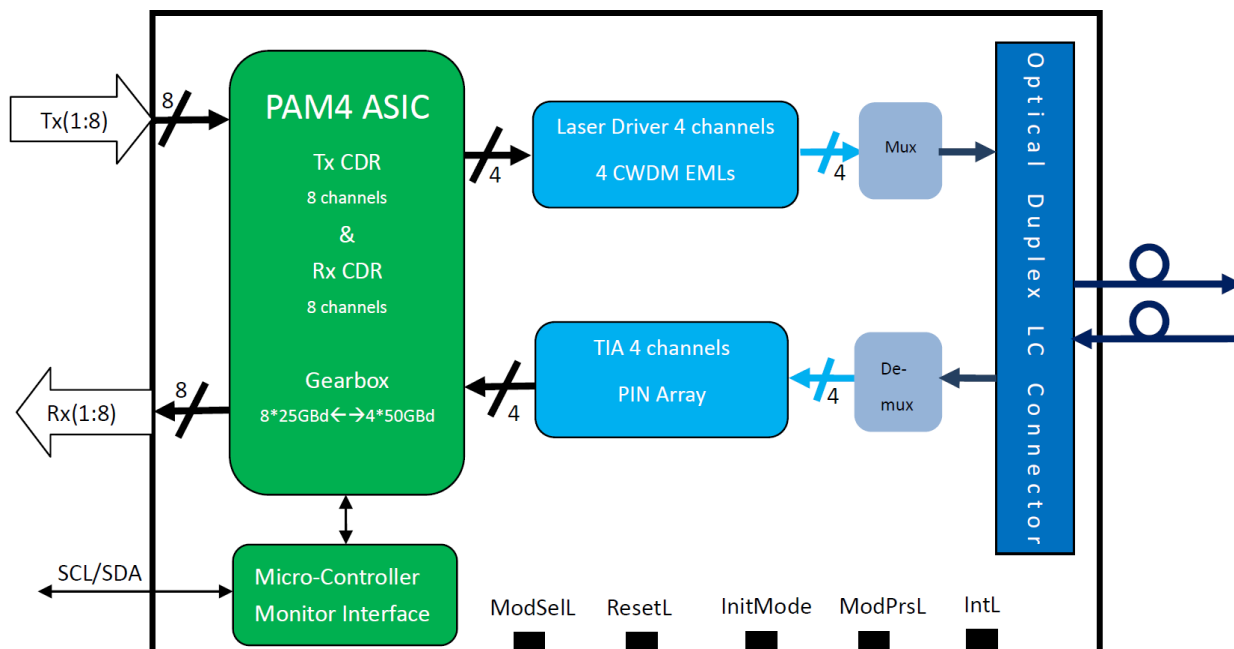 Tx(1:8)
8
PAM4 ASIC
Tx CDR
8 channels
&
Rx CDR
8 channels
Gearbox
8*25GBd←→4*50GBd
4
Laser Driver 4 channels
4 CWDM EMLs
4
Mux
Optical Duplex LC Connector
Rx(1:8)
8
4
TIA 4 channels
PIN Array
4
De-
mux
SCL/SDA
Micro-Controller
Monitor Interface
ModSelL
ResetL
InitMode
ModPrsL
IntL